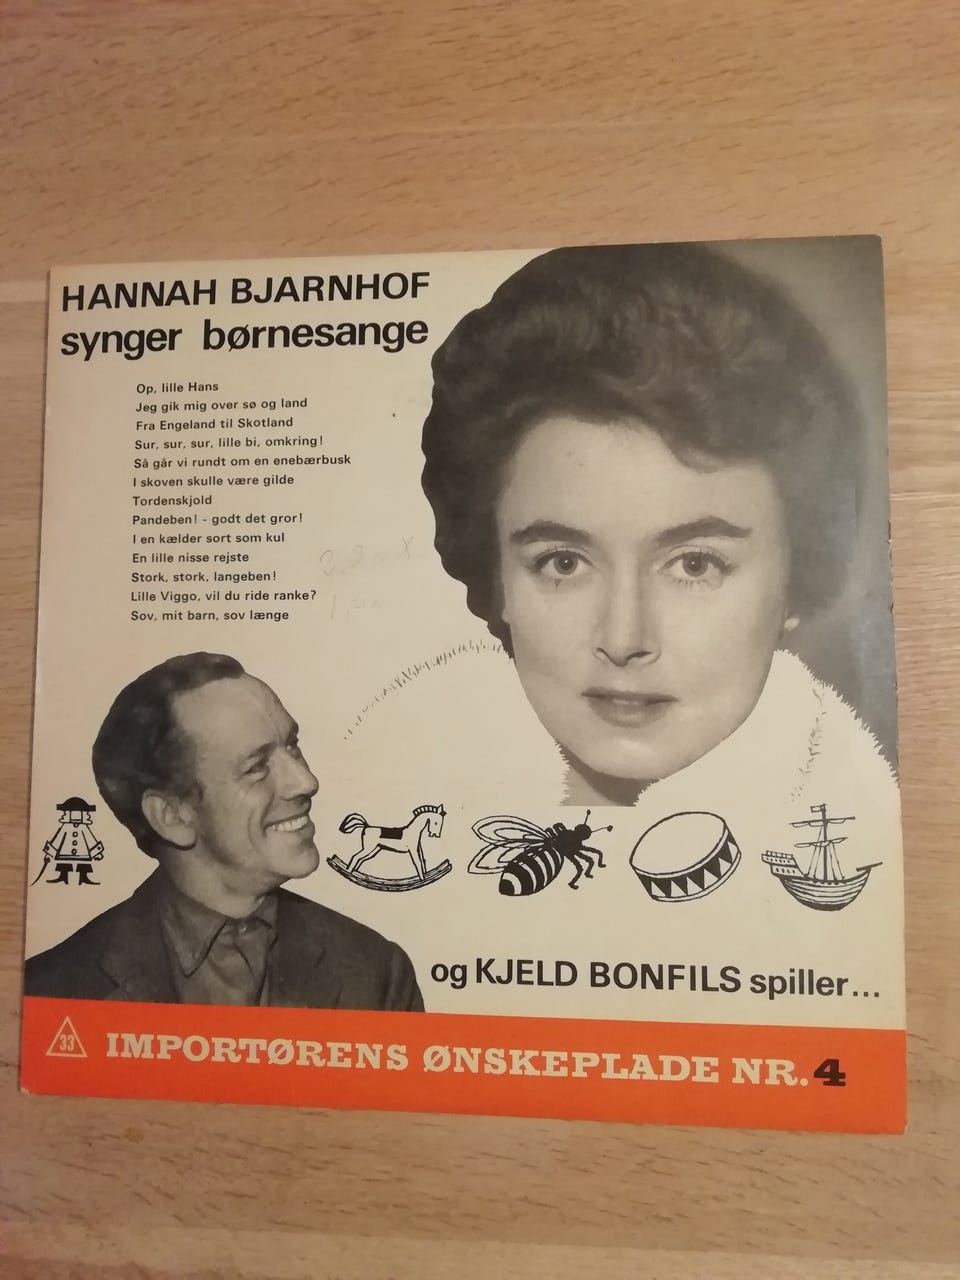 HANNAH BJARNHOF
synger børnesange
Op, lille Hans
Jeg gik mig over sø og land
Fra Engeland til Skotland
Sur, sur, sur, lille bi, omkring!
Så går vi rundt om en enebærbusk
I skoven skulle være gilde
Tordenskjold
Pandeben! - godt det gror!
I en kælder sort som kul
En lille nisse rejste
Stork, stork, langeben!
Lille Viggo, vil du ride ranke?
Sov, mit barn, sov længe
og KJELD BONFILS spiller...
33 IMPORTØRENS ØNSKEPLADE NR. 4